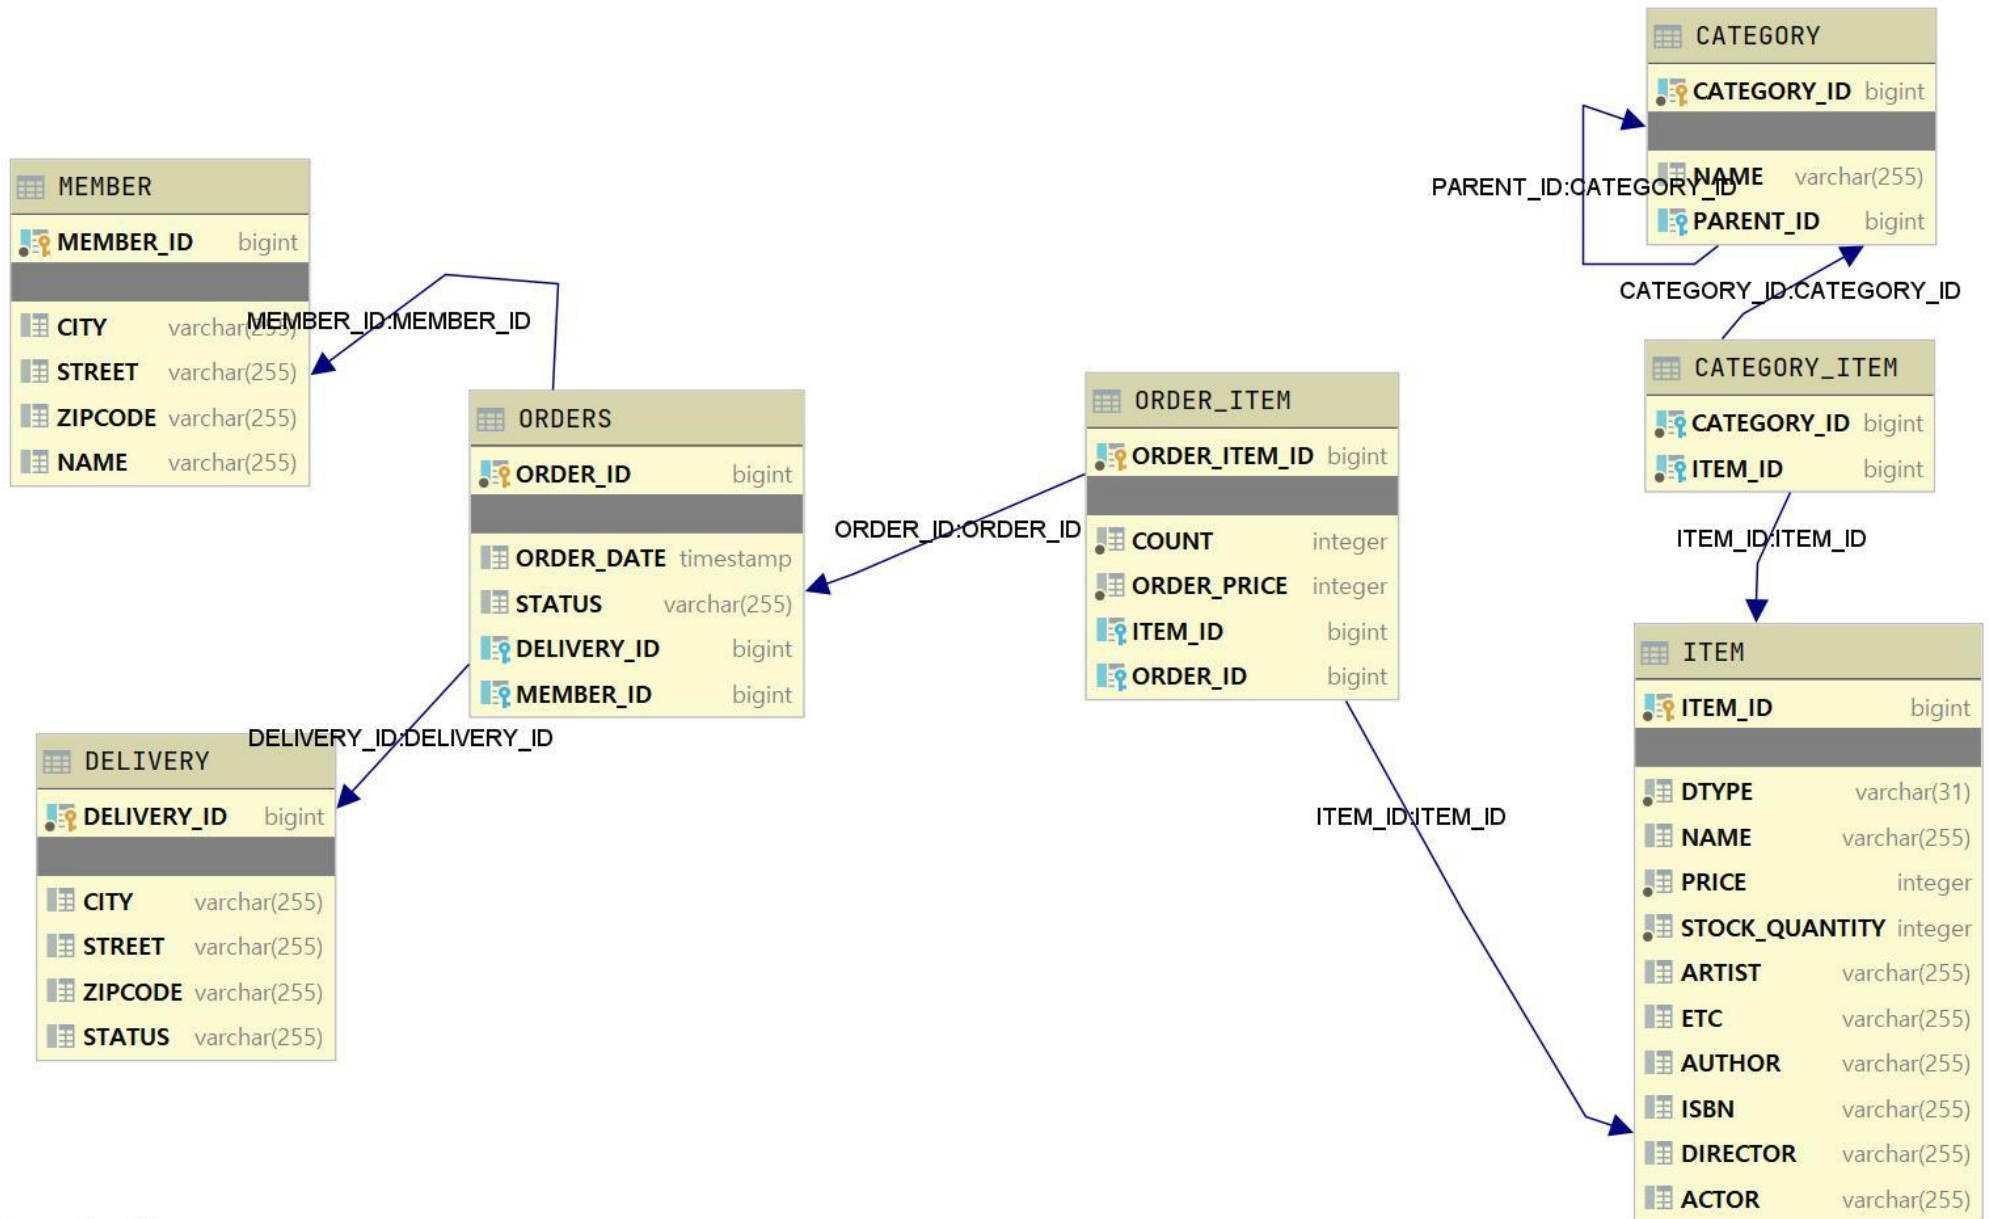 CATEGORY
CATEGORY_ID bigint
NAME varchar(255)
PARENT_ID bigint
PARENT_ID:CATEGORY_ID
CATEGORY_ID:CATEGORY_ID
MEMBER
MEMBER_ID bigint
CITY varchar(255)
STREET varchar(255)
ZIPCODE varchar(255)
NAME varchar(255)
MEMBER_ID:MEMBER_ID
CATEGORY_ITEM
CATEGORY_ID bigint
ITEM_ID bigint
ITEM_ID:ITEM_ID
ORDERS
ORDER_ID bigint
ORDER_DATE timestamp
STATUS varchar(255)
DELIVERY_ID bigint
MEMBER_ID bigint
ORDER_ID:ORDER_ID
ORDER_ITEM
ORDER_ITEM_ID bigint
COUNT integer
ORDER_PRICE integer
ITEM_ID bigint
ORDER_ID bigint
DELIVERY_ID:DELIVERY_ID
DELIVERY
DELIVERY_ID bigint
CITY varchar(255)
STREET varchar(255)
ZIPCODE varchar(255)
STATUS varchar(255)
ITEM_ID:ITEM_ID
ITEM
ITEM_ID bigint
DTYPE varchar(31)
NAME varchar(255)
PRICE integer
STOCK_QUANTITY integer
ARTIST varchar(255)
ETC varchar(255)
AUTHOR varchar(255)
ISBN varchar(255)
DIRECTOR varchar(255)
ACTOR varchar(255)